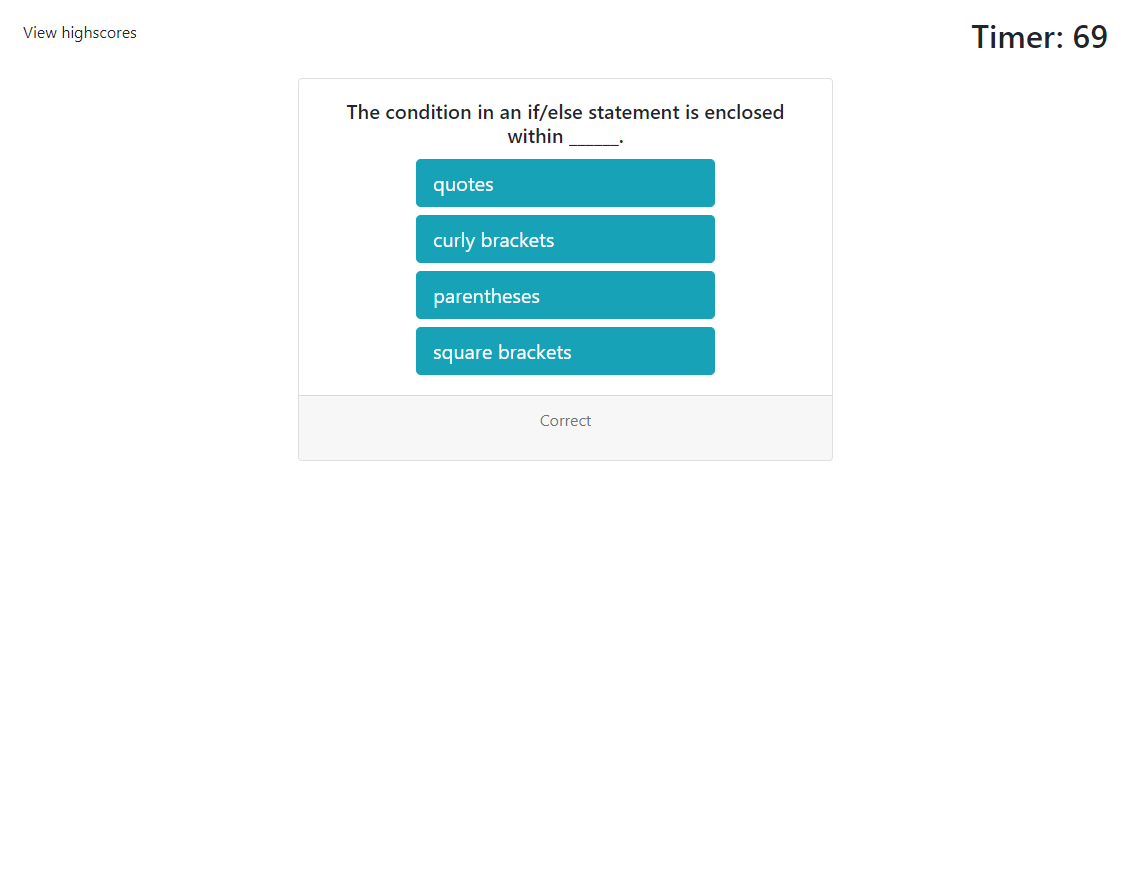 View highscores
Timer: 69
The condition in an if/else statement is enclosed
within ______.
quotes
curly brackets
parentheses
square brackets
Correct